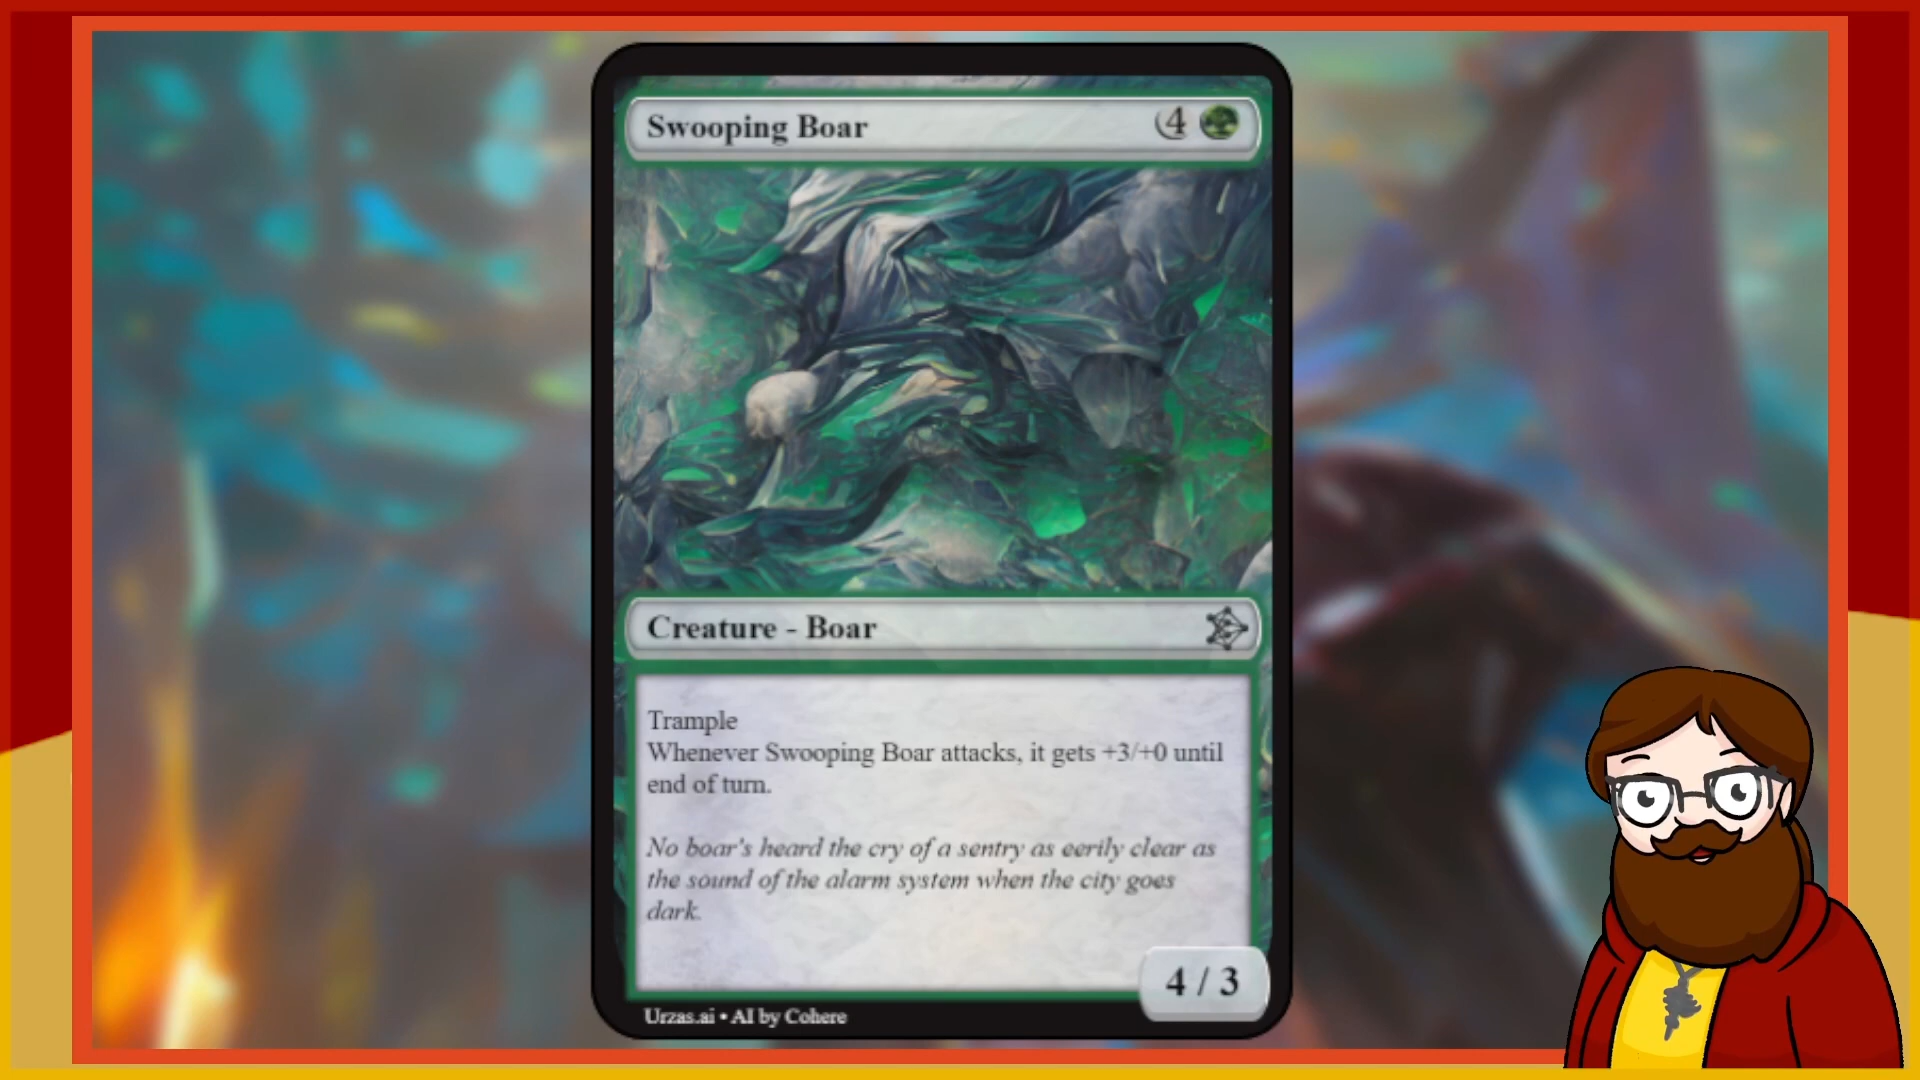 Swooping Boar 4
Creature - Boar
Trample
Whenever Swooping Boar attacks, it gets +3/+0 until
end of turn.
No boar's heard the cry of a sentry as eerily clear as
the sound of the alarm system when the city goes
dark.
4 / 3
Urzas.ai • AI by Cohere